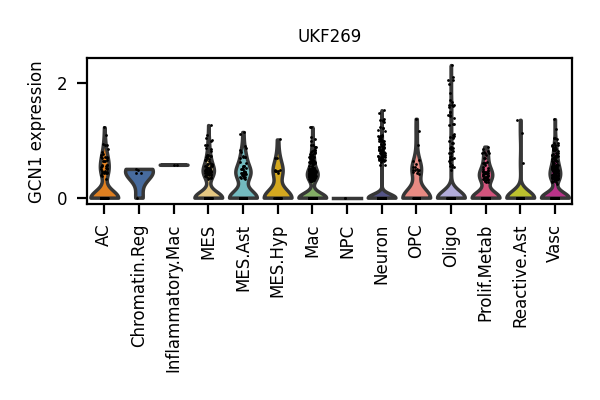 UKF269
GCN1 expression
2
0
AC
Chromatin.Reg
Inflammatory.Mac
MES
MES.Ast
MES.Hyp
Mac
NPC
Neuron
OPC
Oligo
Prolif.Metab
Reactive.Ast
Vasc